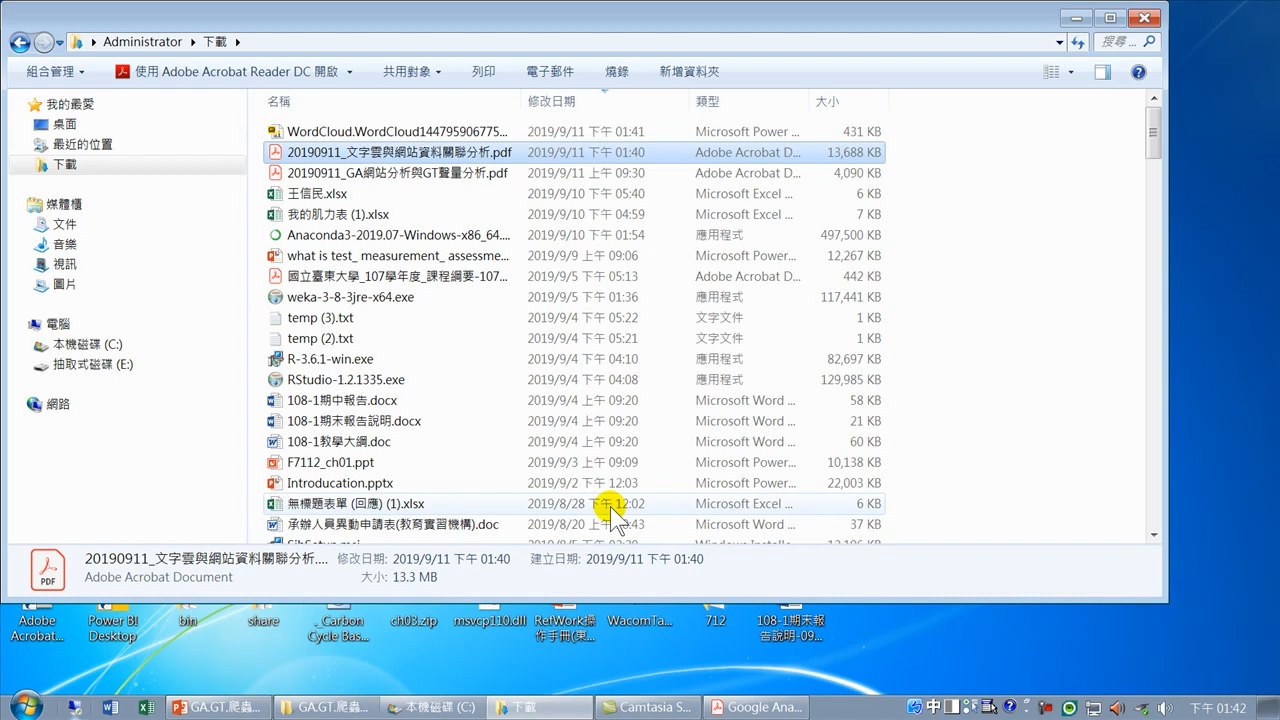 Administrator 下載
搜尋 ...
組合管理 使用 Adobe Acrobat Reader DC 開啟 共用對象 列印 電子郵件 燒錄 新增資料夾
我的最愛
桌面
最近的位置
下載
媒體櫃
文件
音樂
視訊
圖片
電腦
本機磁碟 (C:)
抽取式磁碟 (E:)
網路
名稱 修改日期 類型 大小
WordCloud.WordCloud144795906775... 2019/9/11 下午 01:41 Microsoft Power ... 431 KB
20190911_文字雲與網站資料關聯分析.pdf 2019/9/11 下午 01:40 Adobe Acrobat D... 13,688 KB
20190911_GA網站分析與GT聲量分析.pdf 2019/9/11 上午 09:30 Adobe Acrobat D... 4,090 KB
王信民.xlsx 2019/9/10 下午 05:40 Microsoft Excel ... 6 KB
我的肌力表 (1).xlsx 2019/9/10 下午 04:59 Microsoft Excel ... 7 KB
Anaconda3-2019.07-Windows-x86_64.... 2019/9/10 下午 01:54 應用程式 497,500 KB
what is test_ measurement_ assessme... 2019/9/9 上午 09:06 Microsoft Power... 12,267 KB
國立臺東大學_107學年度_課程綱要-107... 2019/9/5 下午 05:13 Adobe Acrobat D... 442 KB
weka-3-8-3jre-x64.exe 2019/9/5 下午 01:36 應用程式 117,441 KB
temp (3).txt 2019/9/4 下午 05:22 文字文件 1 KB
temp (2).txt 2019/9/4 下午 05:21 文字文件 1 KB
R-3.6.1-win.exe 2019/9/4 下午 04:10 應用程式 82,697 KB
RStudio-1.2.1335.exe 2019/9/4 下午 04:08 應用程式 129,985 KB
108-1期中報告.docx 2019/9/4 上午 09:20 Microsoft Word ... 58 KB
108-1期末報告說明.docx 2019/9/4 上午 09:20 Microsoft Word ... 21 KB
108-1教學大綱.doc 2019/9/4 上午 09:20 Microsoft Word ... 60 KB
F7112_ch01.ppt 2019/9/3 上午 09:09 Microsoft Power... 10,138 KB
Introducation.pptx 2019/9/2 下午 12:03 Microsoft Power... 22,003 KB
無標題表單 (回應) (1).xlsx 2019/8/28 下午 12:02 Microsoft Excel ... 6 KB
承辦人員異動申請表(教育實習機構).doc 2019/8/20 上午 :43 Microsoft Word ... 37 KB
20190911_文字雲與網站資料關聯分析.... 修改日期: 2019/9/11 下午 01:40 建立日期: 2019/9/11 下午 01:40
Adobe Acrobat Document 大小: 13.3 MB
PDF
Adobe Acrobat...
Power BI Desktop
bin
share
_Carbon Cycle Bas...
ch03.zip
msvcp110.dll
RefWork操作手冊(東...
WacomTa...
712
108-1期末報告說明-09...
GA.GT.爬蟲... GA.GT.爬蟲... 本機磁碟 (C:) 下載 Camtasia S... Google Ana... 中 下午 01:42